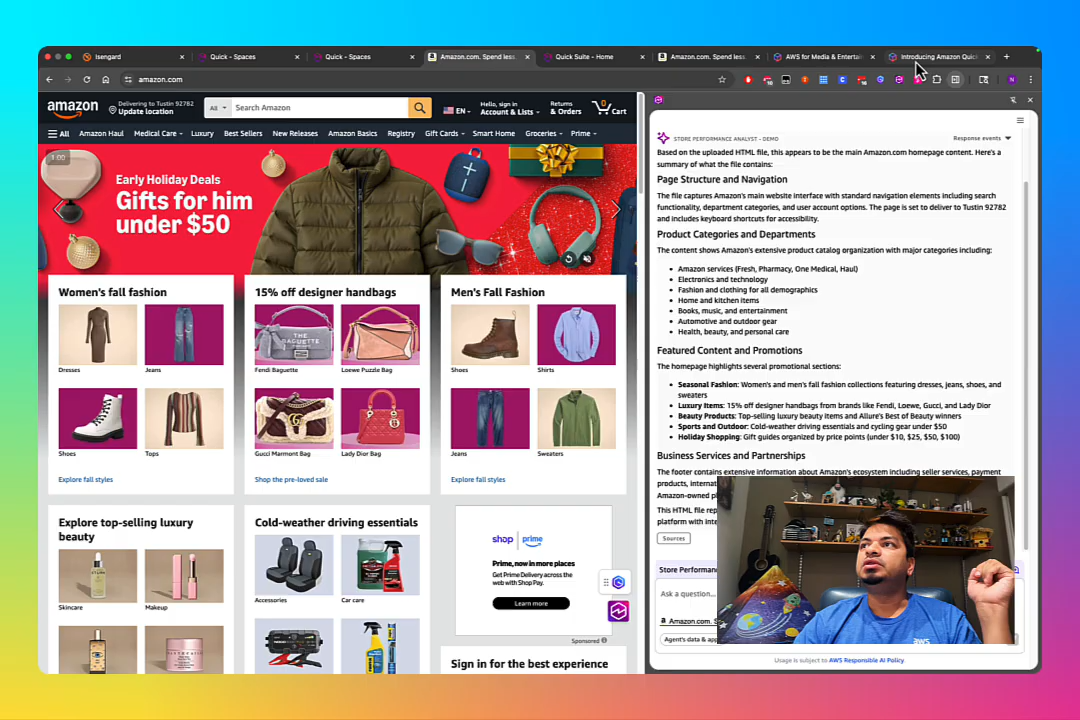 Isengard
Quick - Spaces
Quick - Spaces
Amazon.com. Spend less
Quick Suite - Home
Amazon.com. Spend less
AWS for Media & Entertai
Introducing Amazon Quic
amazon.com
amazon
Delivering to Tustin 92782
Update location
All
Search Amazon
EN
Hello, sign in
Account & Lists
Returns
& Orders
Cart
All
Amazon Haul
Medical Care
Luxury
Best Sellers
New Releases
Amazon Basics
Registry
Gift Cards
Smart Home
Groceries
Prime
1:00
Early Holiday Deals
Gifts for him
under $50
Women's fall fashion
Dresses
Jeans
Shoes
Tops
Explore fall styles
15% off designer handbags
Fendi Baguette
Loewe Puzzle Bag
Gucci Marmont Bag
Lady Dior Bag
Shop the pre-loved sale
Men's Fall Fashion
Shoes
Shirts
Jeans
Sweaters
Explore fall styles
Explore top-selling luxury
beauty
Skincare
Makeup
Cold-weather driving essentials
Accessories
Car care
shop prime
Prime, now in more places
Get Prime Delivery across the
web with Shop Pay.
Learn more
Sponsored
Sign in for the best experience
STORE PERFORMANCE ANALYST - DEMO
Response events
Based on the uploaded HTML file, this appears to be the main Amazon.com homepage content. Here's a
summary of what the file contains:
Page Structure and Navigation
The file captures Amazon's main website interface with standard navigation elements including search
functionality, department categories, and user account options. The page is set to deliver to Tustin 92782
and includes keyboard shortcuts for accessibility.
Product Categories and Departments
The content shows Amazon's extensive product catalog organization with major categories including:
• Amazon services (Fresh, Pharmacy, One Medical, Haul)
• Electronics and technology
• Fashion and clothing for all demographics
• Home and kitchen items
• Books, music, and entertainment
• Automotive and outdoor gear
• Health, beauty, and personal care
Featured Content and Promotions
The homepage highlights several promotional sections:
• Seasonal Fashion: Women's and men's fall fashion collections featuring dresses, jeans, shoes, and
sweaters
• Luxury Items: 15% off designer handbags from brands like Fendi, Loewe, Gucci, and Lady Dior
• Beauty Products: Top-selling luxury beauty items and Allure's Best of Beauty winners
• Sports and Outdoor: Cold-weather driving essentials and cycling gear under $50
• Holiday Shopping: Gift guides organized by price points (under $10, $25, $50, $100)
Business Services and Partnerships
The footer contains extensive information about Amazon's ecosystem including seller services, payment
products, internat
Amazon-owned pl
This HTML file rep
platform with inte
Sources
Store Performanc
Ask a question...
Amazon.com. S
Agent's data & app
aws
Usage is subject to AWS Responsible AI Policy.